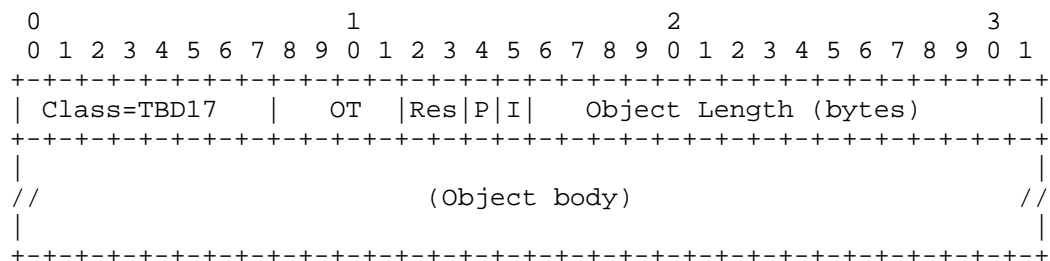 0                   1                   2                   3
 0 1 2 3 4 5 6 7 8 9 0 1 2 3 4 5 6 7 8 9 0 1 2 3 4 5 6 7 8 9 0 1
+-+-+-+-+-+-+-+-+-+-+-+-+-+-+-+-+-+-+-+-+-+-+-+-+-+-+-+-+-+-+-+-+
| Class=TBD17   |   OT  |Res|P|I|   Object Length (bytes)       |
+-+-+-+-+-+-+-+-+-+-+-+-+-+-+-+-+-+-+-+-+-+-+-+-+-+-+-+-+-+-+-+-+
|                                                               |
//                        (Object body)                        //
|                                                               |
+-+-+-+-+-+-+-+-+-+-+-+-+-+-+-+-+-+-+-+-+-+-+-+-+-+-+-+-+-+-+-+-+